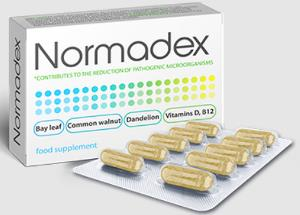 Normadex
*CONTRIBUTES TO THE REDUCTION OF PATHOGENIC MICROORGANISMS
Bay leaf Common walnut Dandelion Vitamins D, B12
food supplement